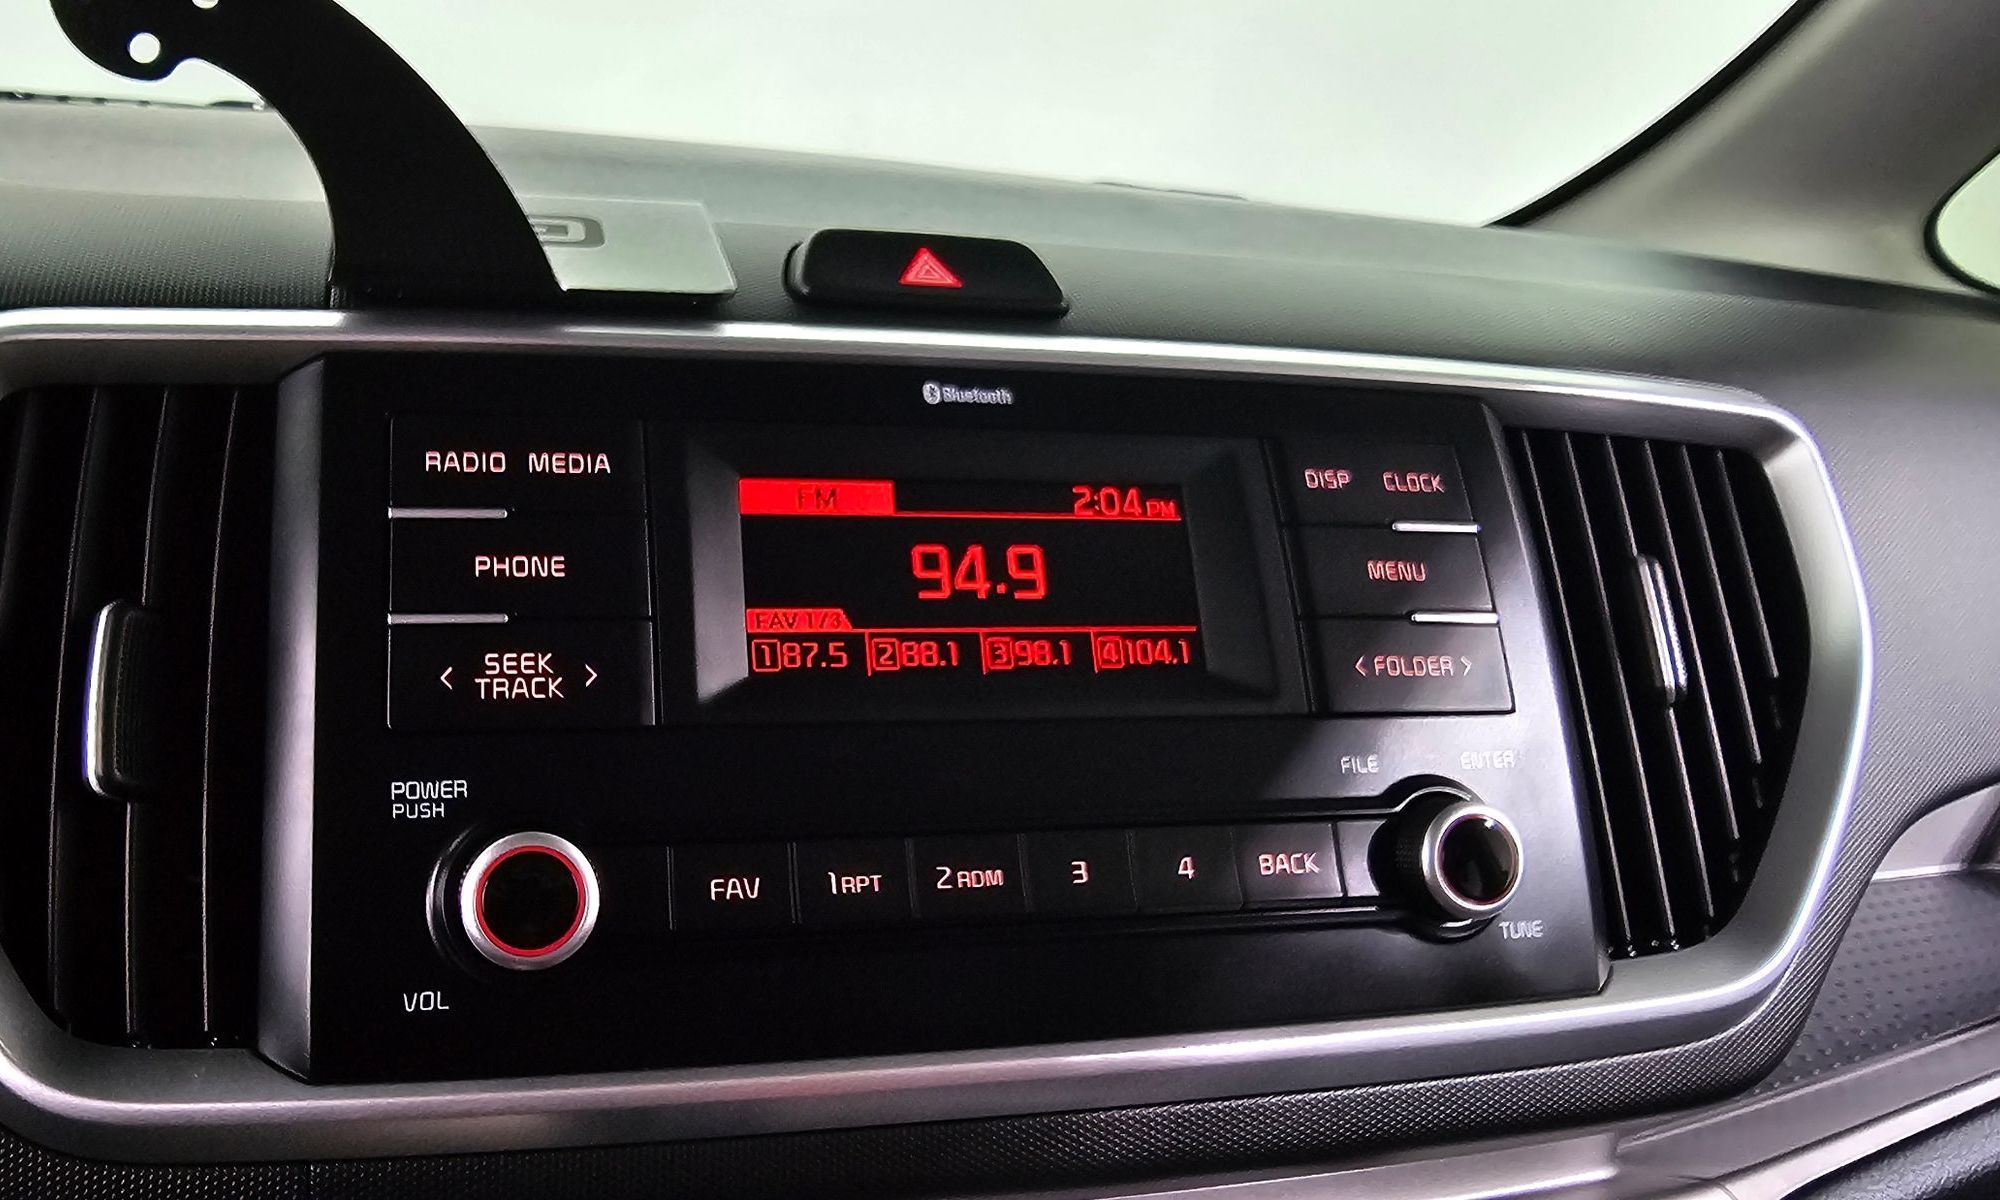 Bluetooth
RADIO MEDIA
DISP CLOCK
FM 2:04 PM
PHONE
94.9
MENU
FAV 1/3
1 87.5 2 88.1 3 98.1 4 104.1
< SEEK >
TRACK
< FOLDER >
POWER
PUSH
FILE ENTER
FAV 1 RPT 2 RDM 3 4 BACK
TUNE
VOL